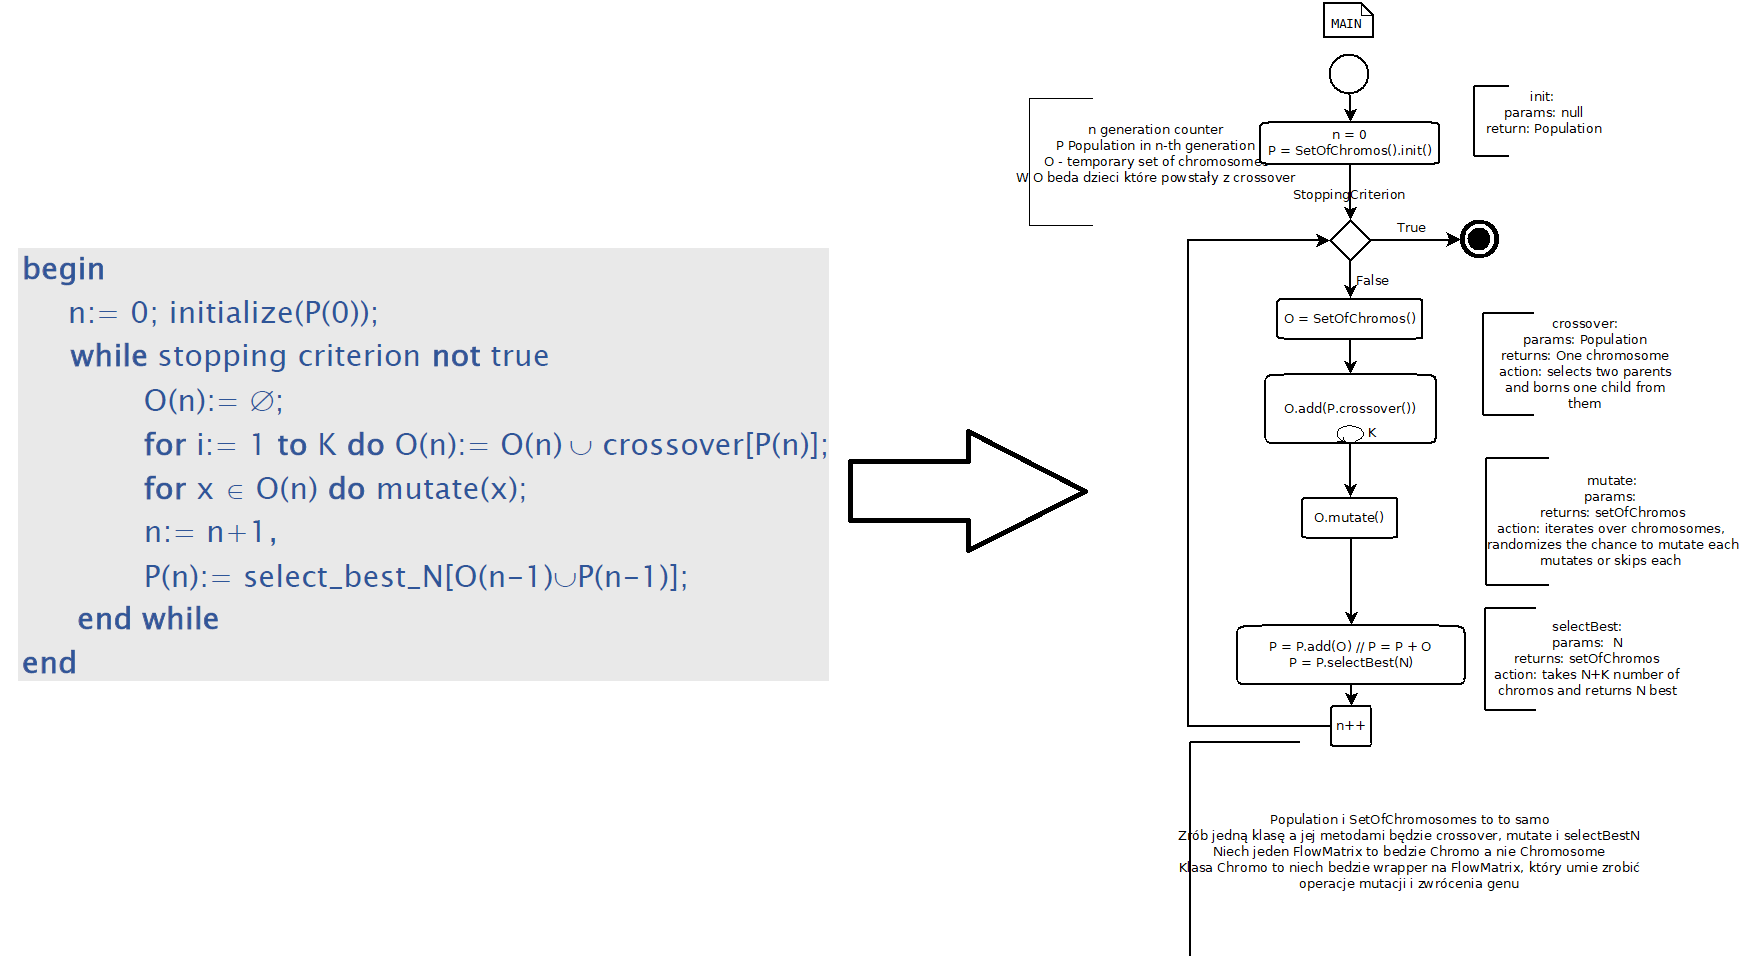 begin
n:= 0; initialize(P(0));
while stopping criterion not true
O(n):= ∅;
for i:= 1 to K do O(n):= O(n) ∪ crossover[P(n)];
for x ∈ O(n) do mutate(x);
n:= n+1,
P(n):= select_best_N[O(n-1)∪P(n-1)];
end while
end
MAIN
n generation counter
P Population in n-th generation
O - temporary set of chromosomes
W O beda dzieci które powstały z crossover
n = 0
P = SetOfChromos().init()
init:
params: null
return: Population
StoppingCriterion
True
False
O = SetOfChromos()
O.add(P.crossover())
K
crossover:
params: Population
returns: One chromosome
action: selects two parents
and borns one child from
them
O.mutate()
mutate:
params:
returns: setOfChromos
action: iterates over chromosomes,
randomizes the chance to mutate each
mutates or skips each
P = P.add(O) // P = P + O
P = P.selectBest(N)
selectBest:
params:  N
returns: setOfChromos
action: takes N+K number of
chromos and returns N best
n++
Population i SetOfChromosomes to to samo
Zrób jedną klasę a jej metodami będzie crossover, mutate i selectBestN
Niech jeden FlowMatrix to bedzie Chromo a nie Chromosome
Klasa Chromo to niech bedzie wrapper na FlowMatrix, który umie zrobić
operacje mutacji i zwrócenia genu